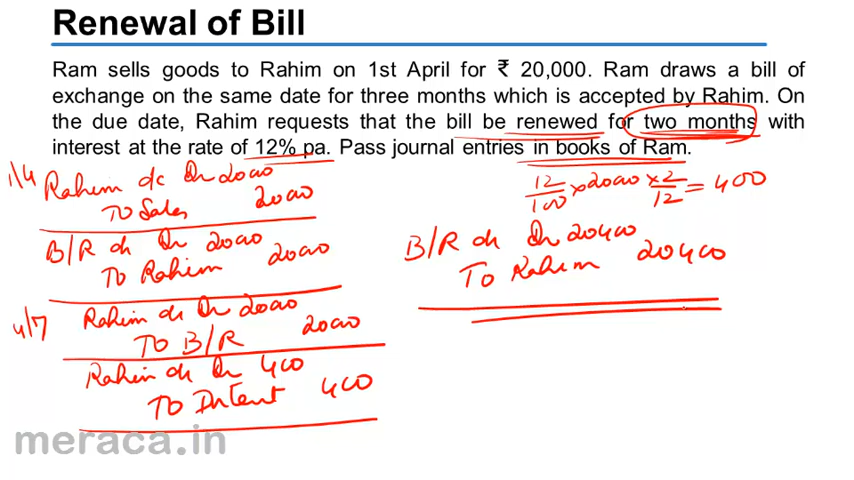 Renewal of Bill
Ram sells goods to Rahim on 1st April for ₹ 20,000. Ram draws a bill of
exchange on the same date for three months which is accepted by Rahim. On
the due date, Rahim requests that the bill be renewed for two months with
interest at the rate of 12% pa. Pass journal entries in books of Ram.
1/4 Rahim a/c Dr 20000
To Sales 20000
B/R a/c Dr 20000
To Rahim 20000
4/7 Rahim a/c Dr 20000
To B/R 20000
Rahim a/c Dr 400
To Interest 400
12/100 × 20000 × 2/12 = 400
B/R a/c Dr 20400
To Rahim 20400
meraca.in